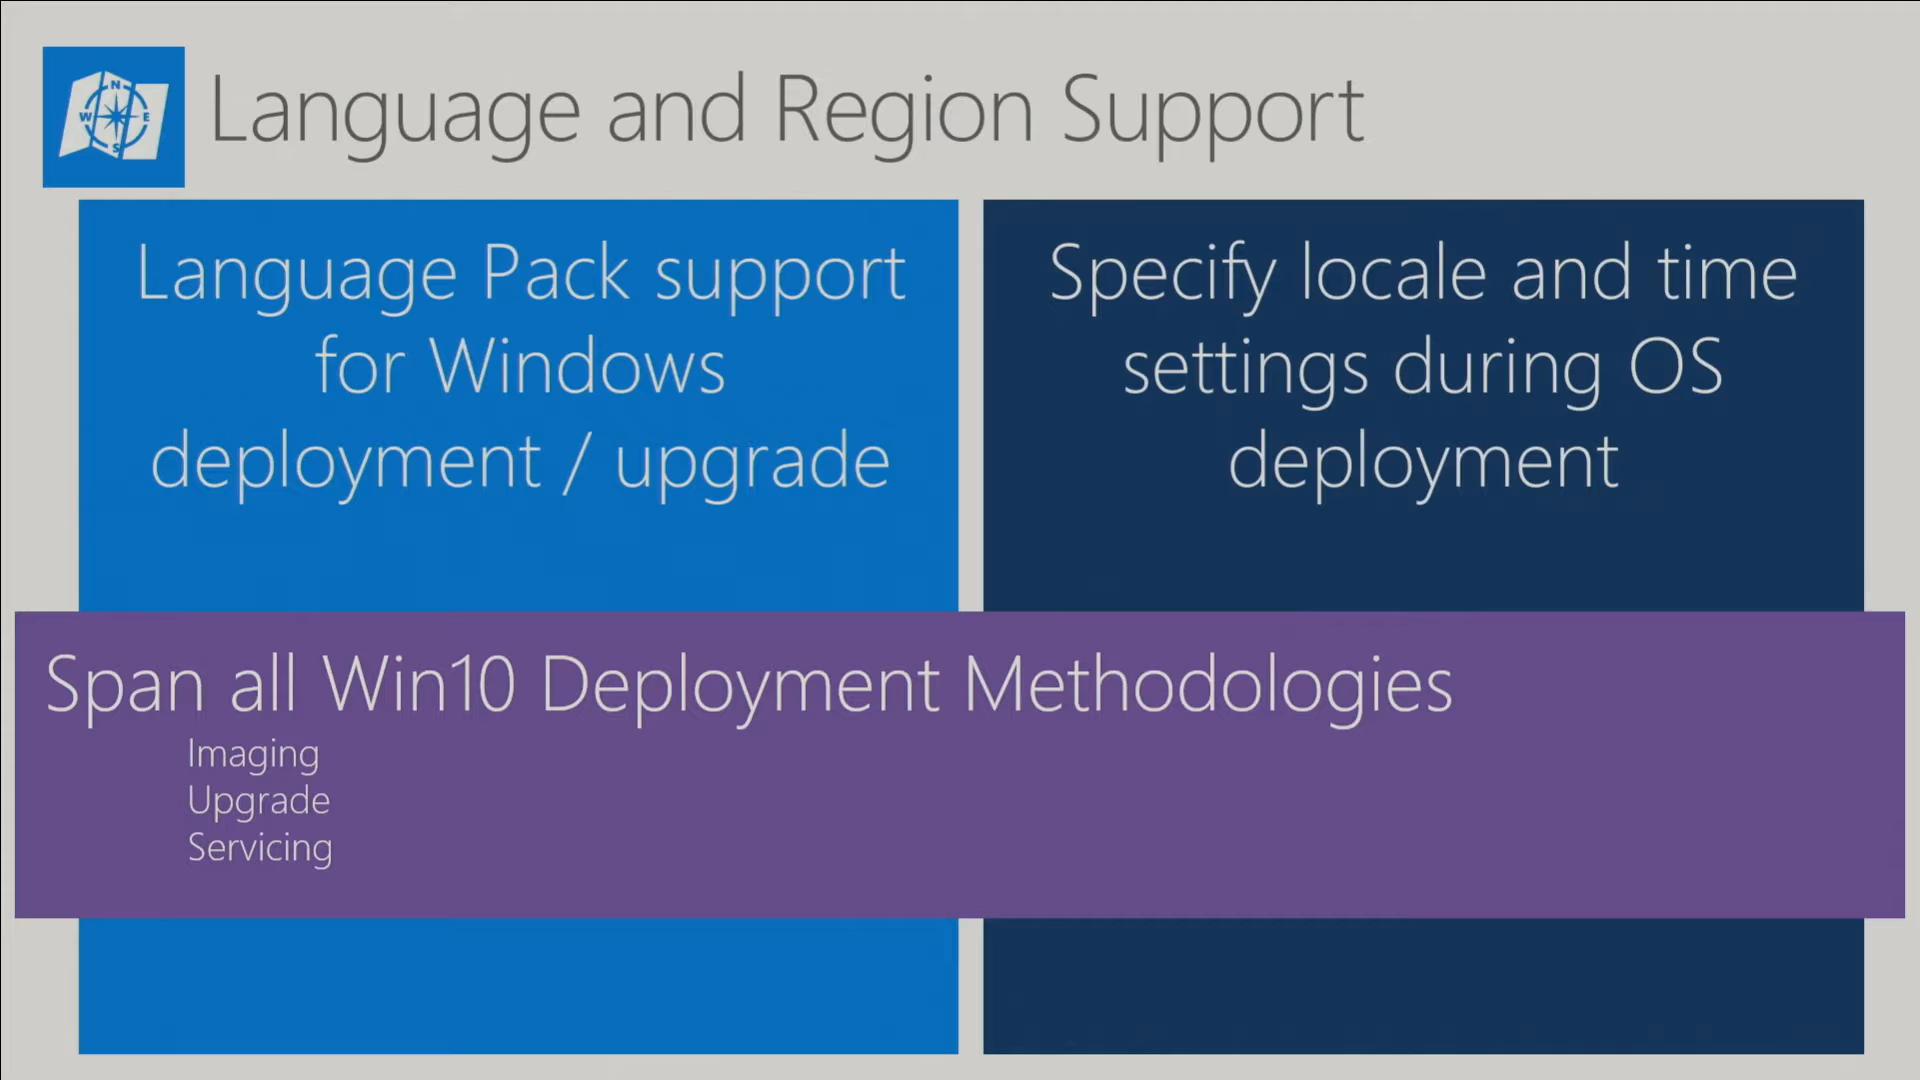 N
W E
S
Language and Region Support
Language Pack support
for Windows
deployment / upgrade
Specify locale and time
settings during OS
deployment
Span all Win10 Deployment Methodologies
Imaging
Upgrade
Servicing